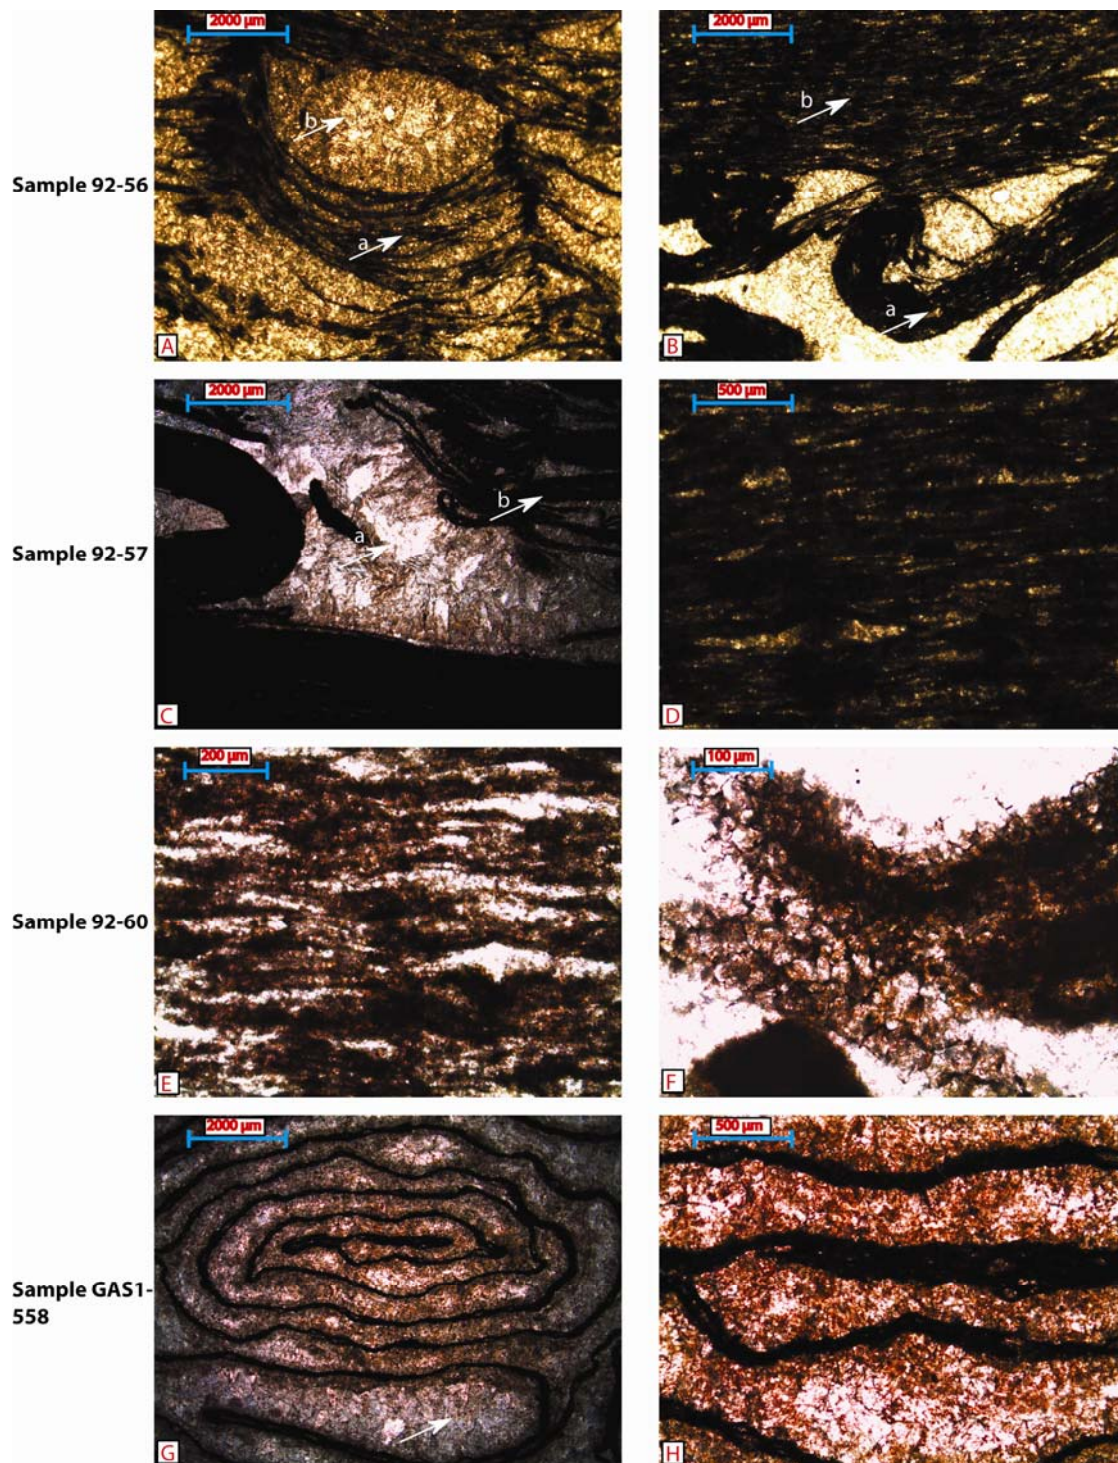 2000 µm
2000 µm
b
a
A
b
a
B
Sample 92-56
2000 µm
500 µm
a
b
C
D
Sample 92-57
200 µm
100 µm
E
F
Sample 92-60
2000 µm
500 µm
G
H
Sample GAS1-
558